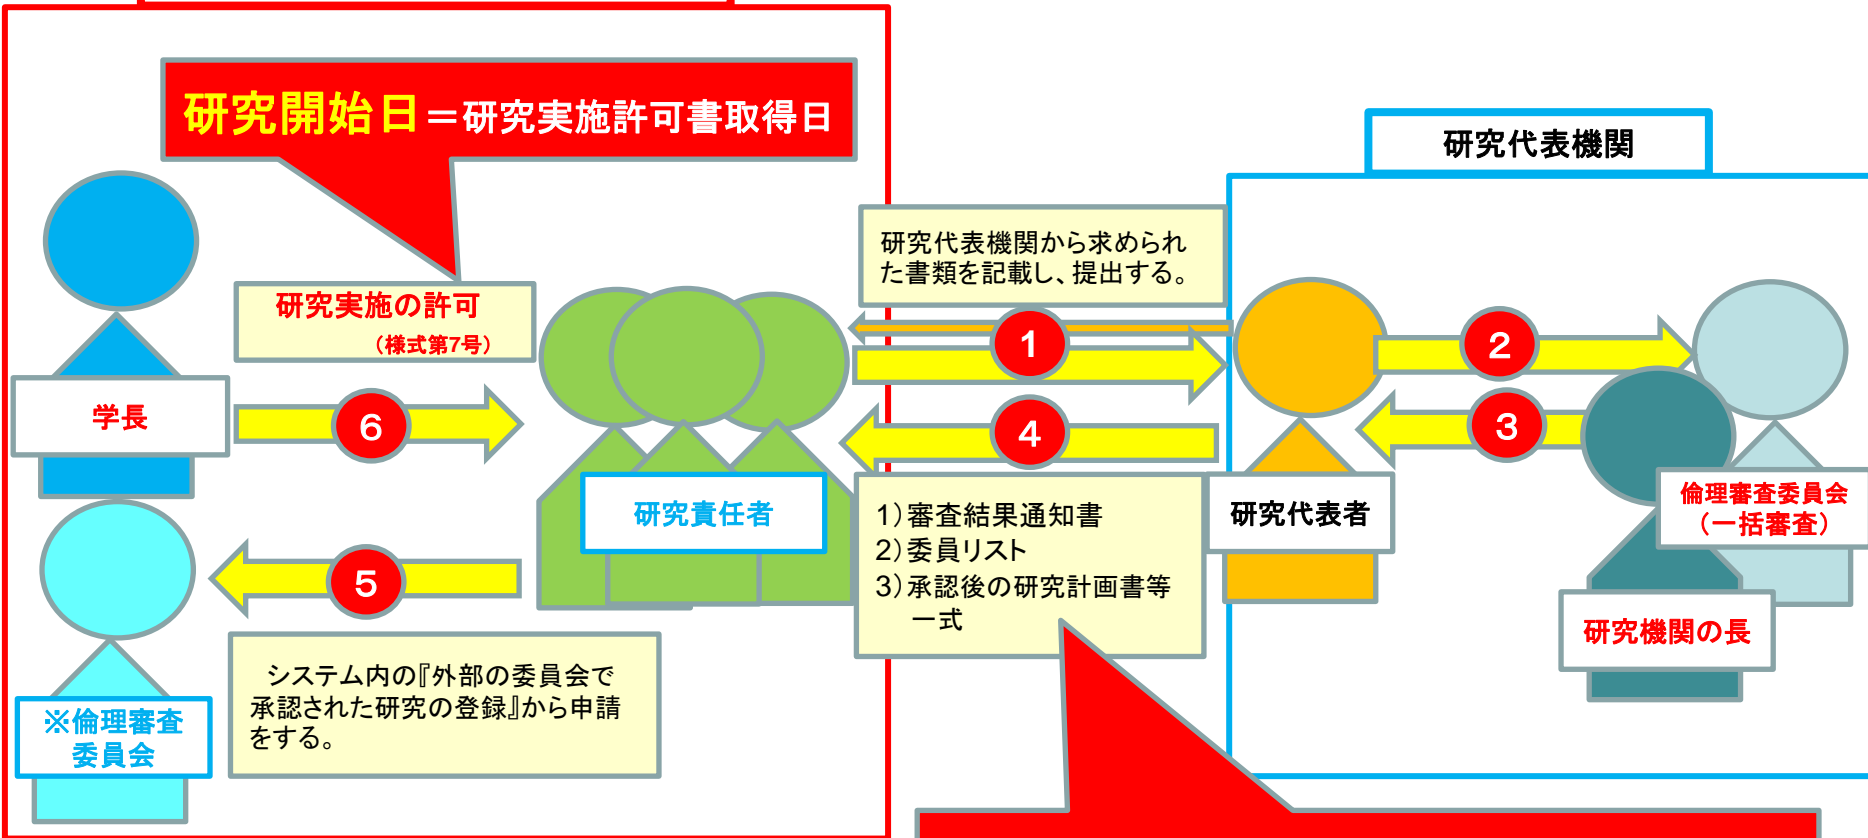 研究開始日＝研究実施許可書取得日
研究代表機関
研究代表機関から求められ
た書類を記載し、提出する。
研究実施の許可
（様式第7号）
1
2
学長
6
4
3
研究責任者
1）審査結果通知書
2）委員リスト
3）承認後の研究計画書等
一式
研究代表者
倫理審査委員会
（一括審査）
5
研究機関の長
システム内の『外部の委員会で
承認された研究の登録』から申請
をする。
※倫理審査
委員会